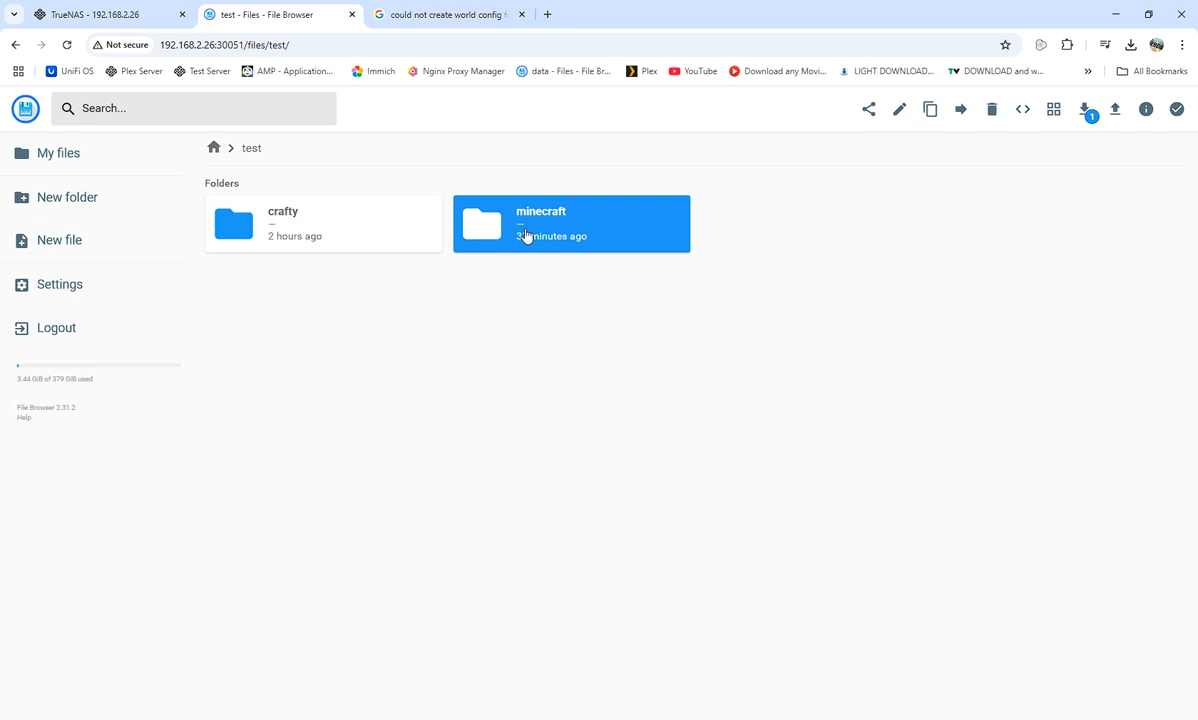 TrueNAS - 192.168.2.26
test - Files - File Browser
could not create world config f
Not secure
192.168.2.26:30051/files/test/
UniFi OS
Plex Server
Test Server
AMP - Application...
Immich
Nginx Proxy Manager
data - Files - File Br...
Plex
YouTube
Download any Movi...
LIGHT DOWNLOAD...
DOWNLOAD and w...
»
All Bookmarks
Search...
1
My files
test
Folders
New folder
crafty
—
2 hours ago
minecraft
—
minutes ago
New file
Settings
Logout
3.44 GiB of 379 GiB used
File Browser 2.31.2
Help